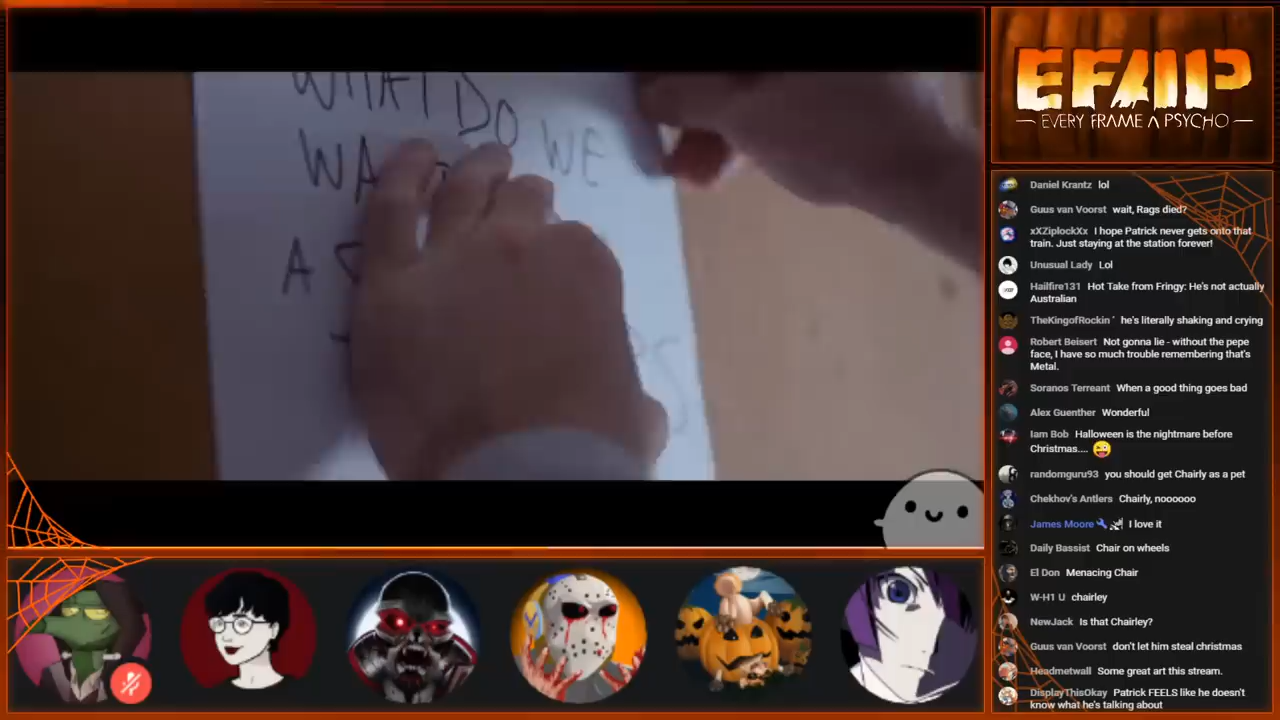 WHAT DO
WE
A
EFAP
EVERY FRAME A PSYCHO
Daniel Krantz lol
Guus van Voorst wait, Rags died?
xXZiplockXx I hope Patrick never gets onto that
train. Just staying at the station forever!
Unusual Lady Lol
Hailfire131 Hot Take from Fringy: He's not actually
Australian
TheKingofRockin´ he's literally shaking and crying
Robert Beisert Not gonna lie - without the pepe
face, I have so much trouble remembering that's
Metal.
Soranos Terreant When a good thing goes bad
Alex Guenther Wonderful
Iam Bob Halloween is the nightmare before
Christmas....
randomguru93 you should get Chairly as a pet
Chekhov's Antlers Chairly, noooooo
James Moore I love it
Daily Bassist Chair on wheels
El Don Menacing Chair
W-H1 U chairley
NewJack Is that Chairley?
Guus van Voorst don't let him steal christmas
Headmetwall Some great art this stream.
DisplayThisOkay Patrick FEELS like he doesn't
know what he's talking about